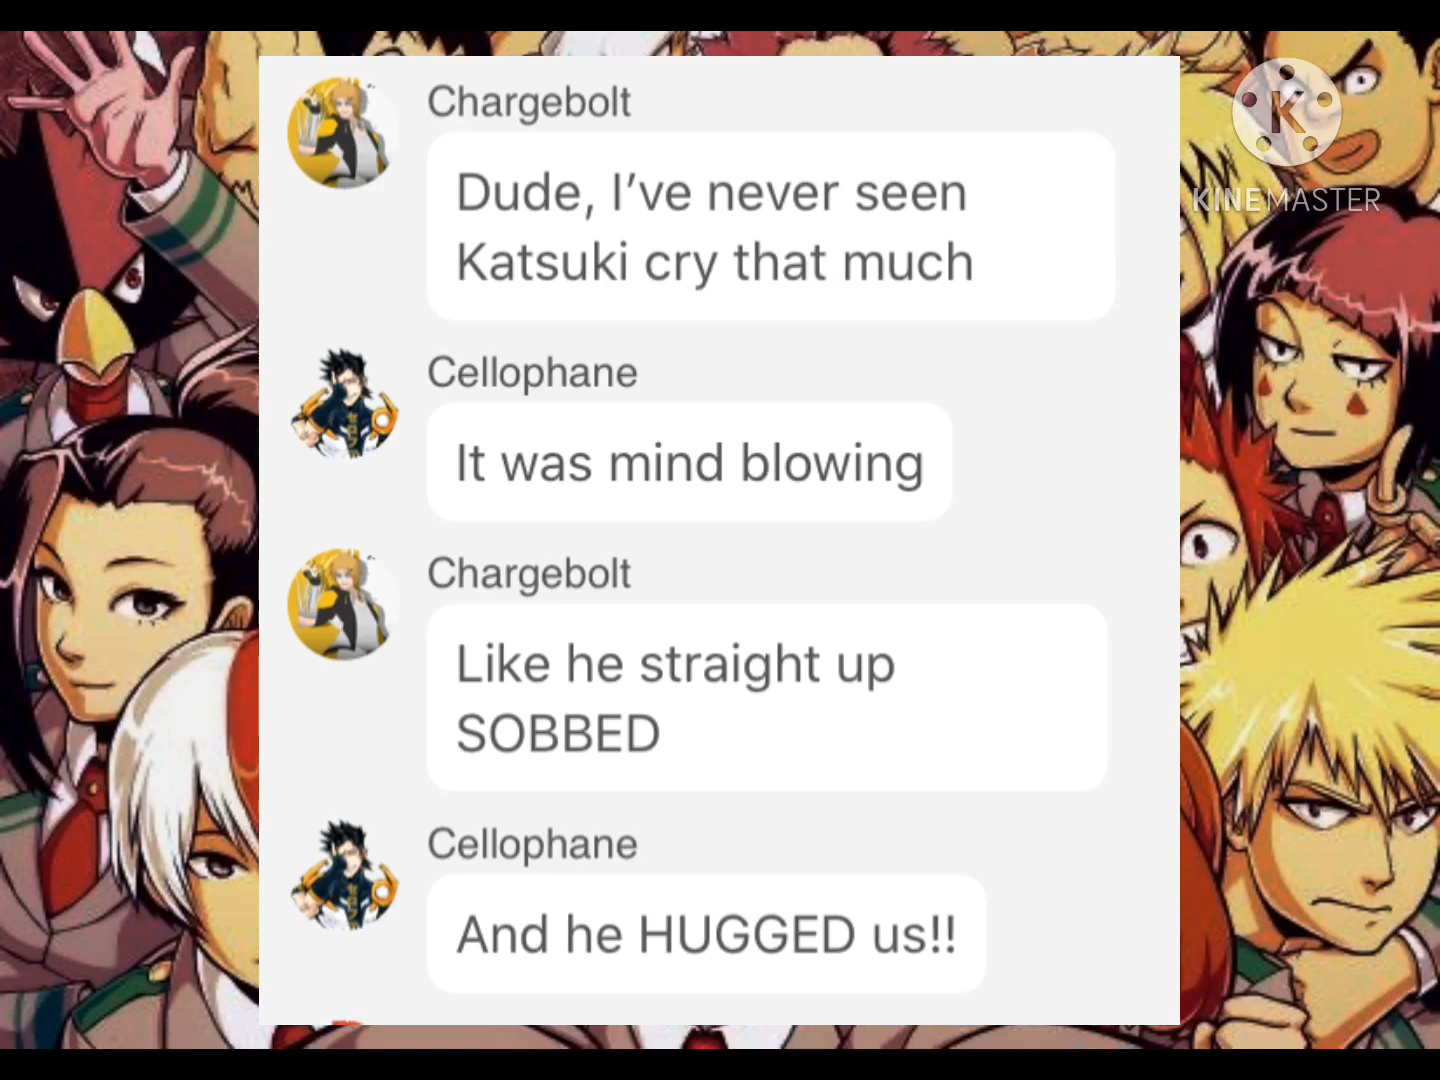 Chargebolt
Dude, I’ve never seen
Katsuki cry that much
Cellophane
It was mind blowing
Chargebolt
Like he straight up
SOBBED
Cellophane
And he HUGGED us!!
K
KINEMASTER